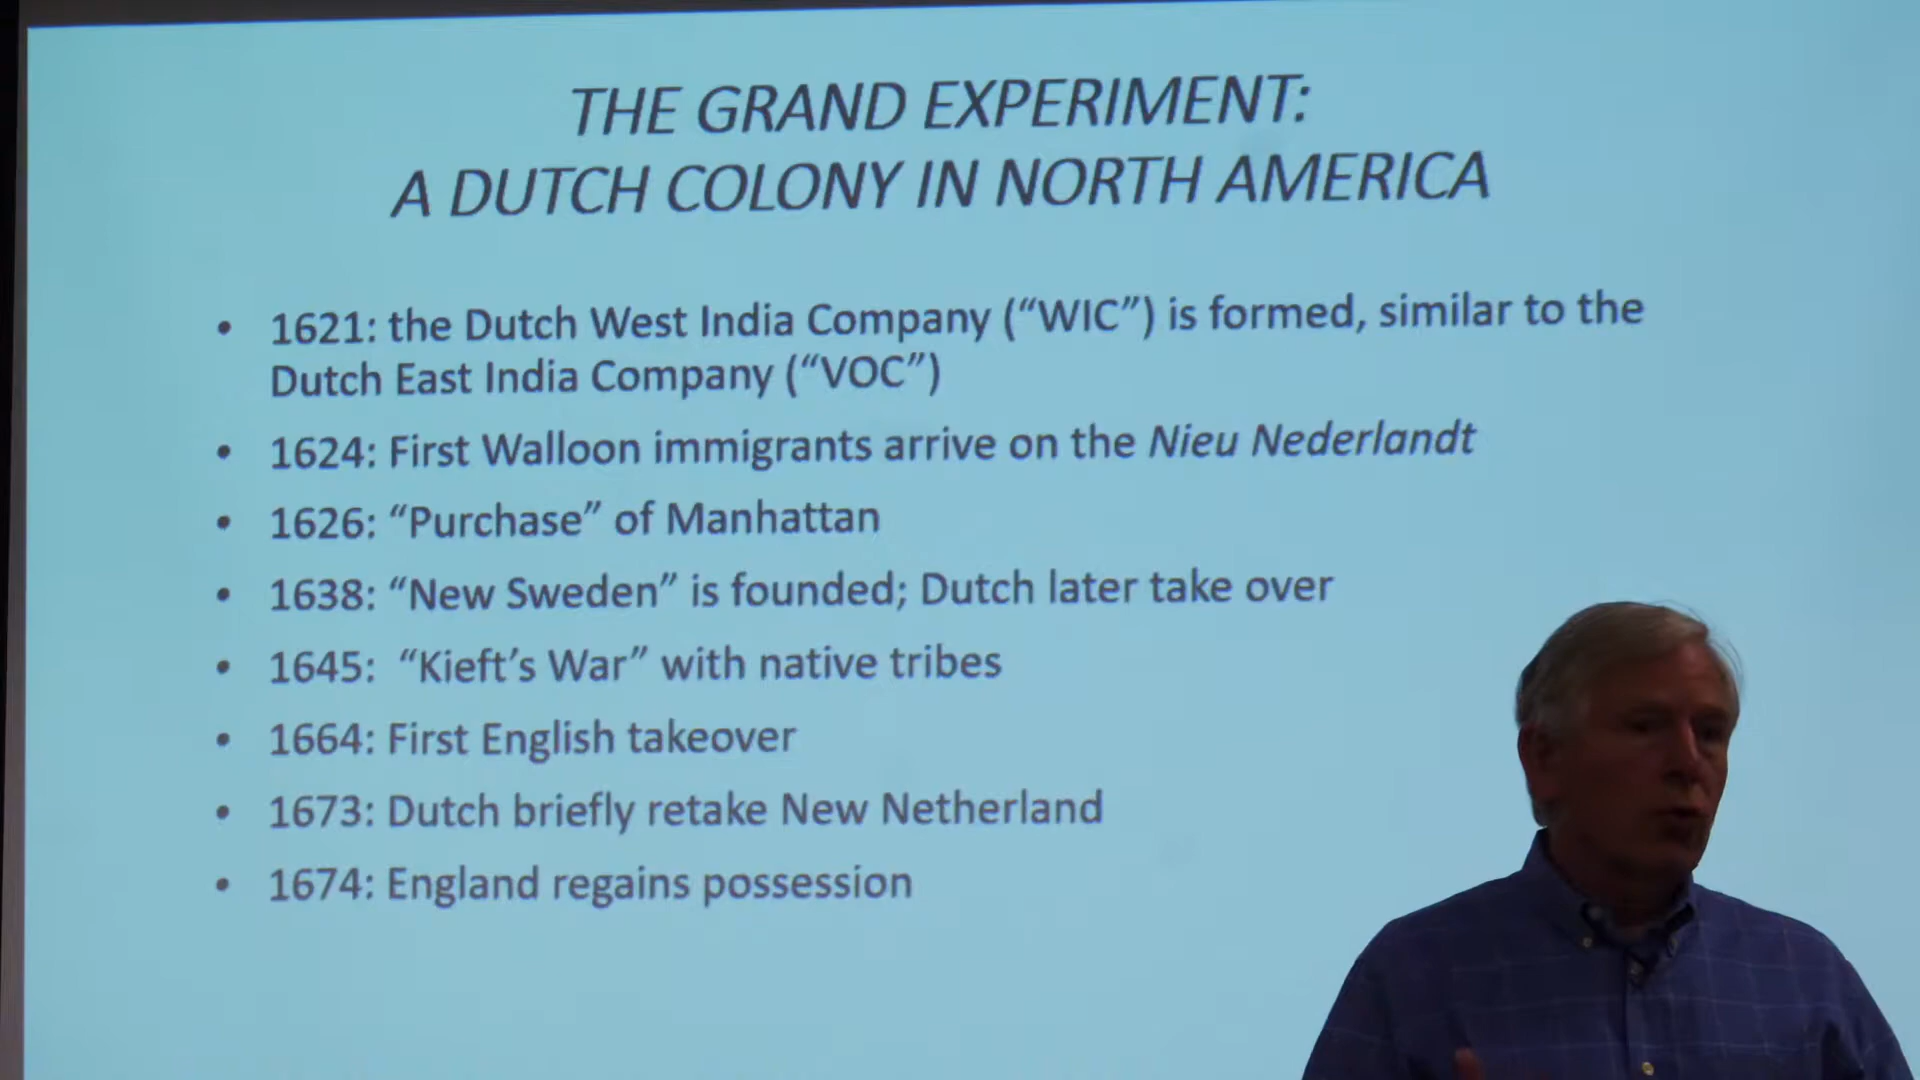 THE GRAND EXPERIMENT:
A DUTCH COLONY IN NORTH AMERICA
• 1621: the Dutch West India Company (“WIC”) is formed, similar to the
Dutch East India Company (“VOC”)
• 1624: First Walloon immigrants arrive on the Nieu Nederlandt
• 1626: “Purchase” of Manhattan
• 1638: “New Sweden” is founded; Dutch later take over
• 1645: “Kieft’s War” with native tribes
• 1664: First English takeover
• 1673: Dutch briefly retake New Netherland
• 1674: England regains possession